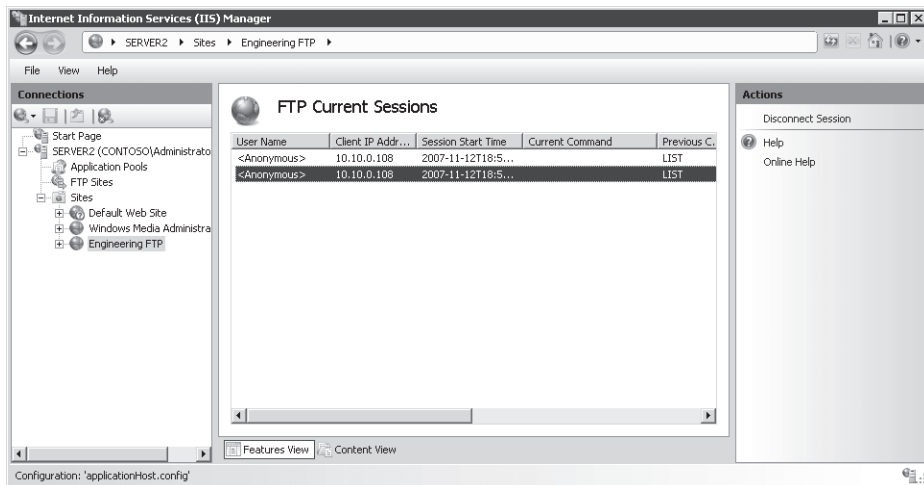 Internet Information Services (IIS) Manager
SERVER2 Sites Engineering FTP
File View Help
Connections
Start Page
SERVER2 (CONTOSO\Administrato
Application Pools
FTP Sites
Sites
Default Web Site
Windows Media Administra
Engineering FTP
FTP Current Sessions
User Name Client IP Addr... Session Start Time Current Command Previous C.
<Anonymous> 10.10.0.108 2007-11-12T18:5... LIST
<Anonymous> 10.10.0.108 2007-11-12T18:5... LIST
Features View Content View
Actions
Disconnect Session
Help
Online Help
Configuration: 'applicationHost.config'